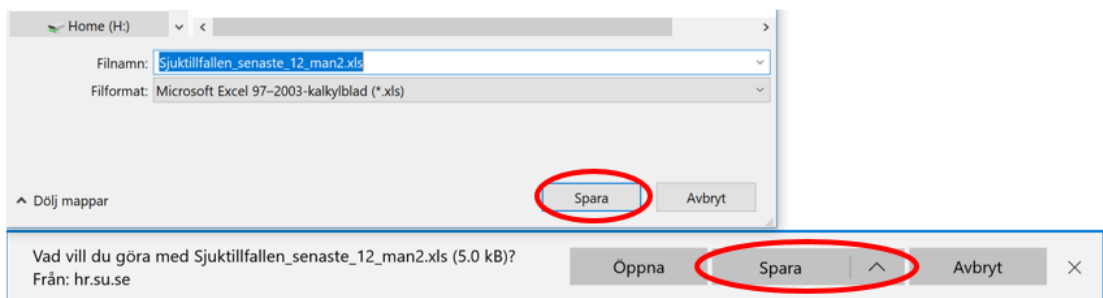 Home (H:)
Filnamn: Sjuktillfallen_senaste_12_man2.xls
Filformat: Microsoft Excel 97–2003-kalkylblad (*.xls)
Dölj mappar
Spara
Avbryt
Vad vill du göra med Sjuktillfallen_senaste_12_man2.xls (5.0 kB)?
Från: hr.su.se
Öppna
Spara
Avbryt